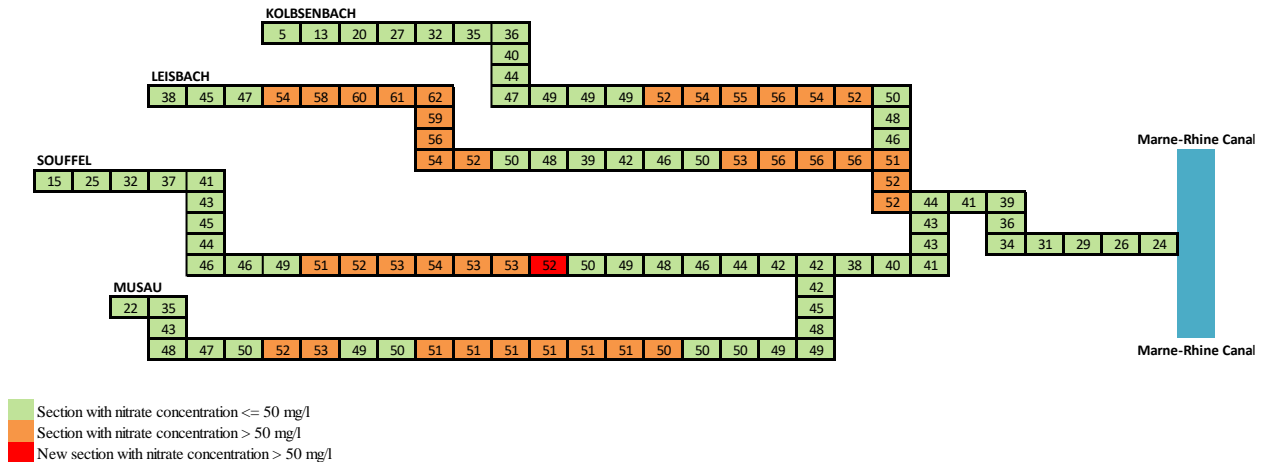 KOLBSENBACH
5 13 20 27 32 35 36
40
LEISBACH 44
38 45 47 54 58 60 61 62 47 49 49 49 52 54 55 56 54 52 50
59 48
56 46 Marne-Rhine Canal
SOUFFEL 54 52 50 48 39 42 46 50 53 56 56 56 51
15 25 32 37 41 52
43 52 44 41 39
45 43 36
44 43 34 31 29 26 24
46 46 49 51 52 53 54 53 53 52 50 49 48 46 44 42 42 38 40 41
MUSAU 42
22 35 45
43 48
48 47 50 52 53 49 50 51 51 51 51 51 51 50 50 50 49 49 Marne-Rhine Canal
Section with nitrate concentration <= 50 mg/l
Section with nitrate concentration > 50 mg/l
New section with nitrate concentration > 50 mg/l